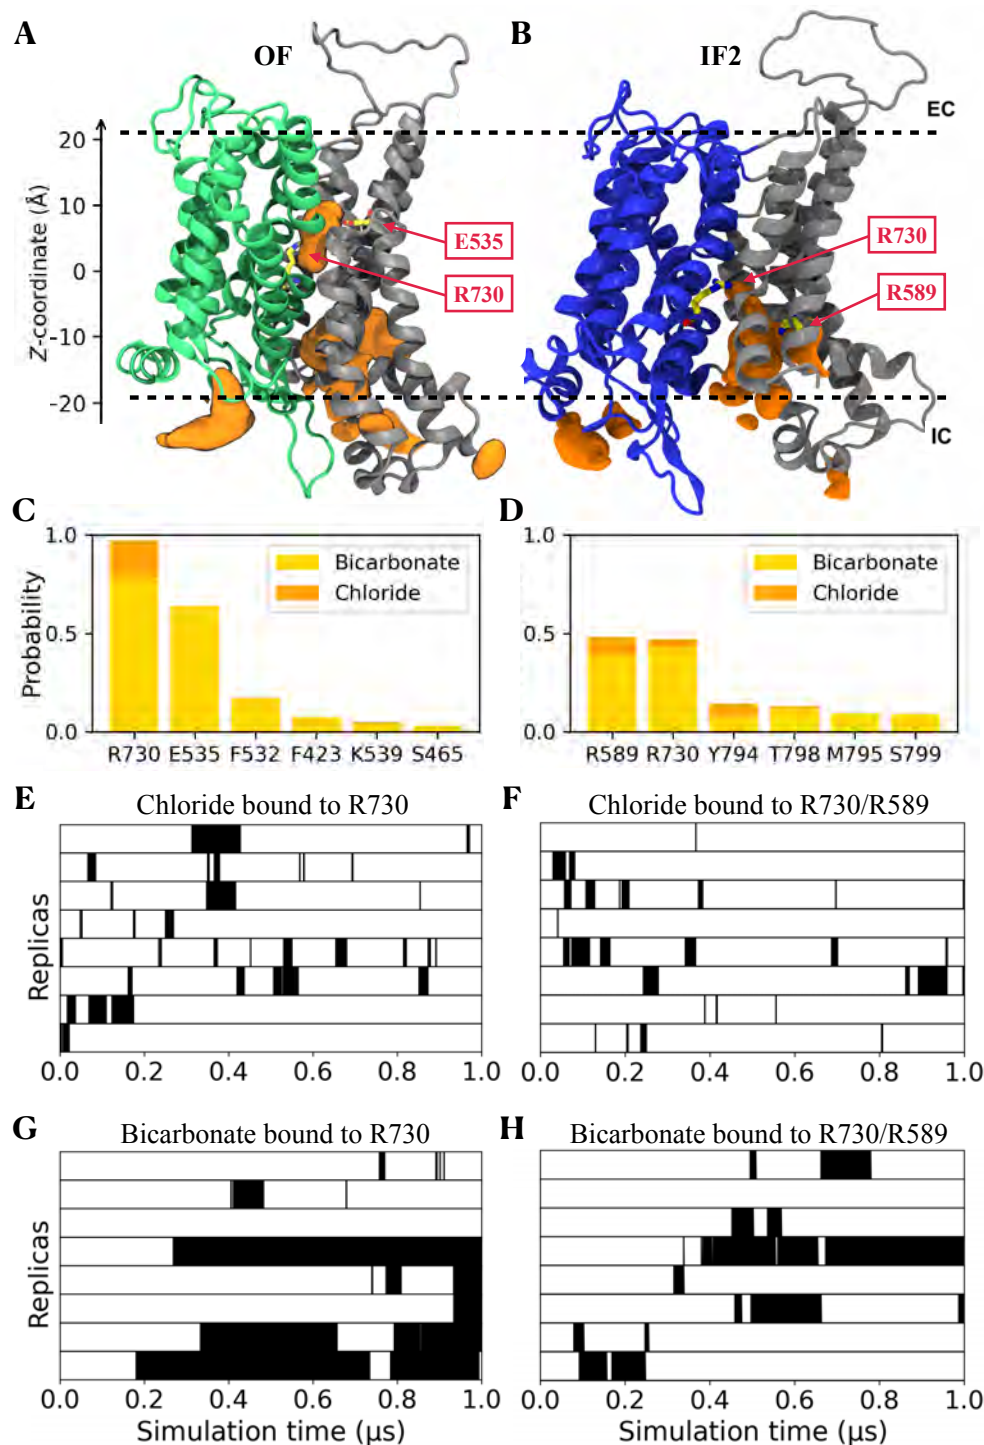 A
OF
B
IF2
EC
Z-coordinate (Å)
20
10
0
-10
-20
E535
R730
R730
R589
IC
C
D
1.0
0.5
0.0
Probability
Bicarbonate
Chloride
R730 E535 F532 F423 K539 S465
1.0
0.5
0.0
Bicarbonate
Chloride
R589 R730 Y794 T798 M795 S799
E
Chloride bound to R730
Replicas
0.0 0.2 0.4 0.6 0.8 1.0
F
Chloride bound to R730/R589
0.0 0.2 0.4 0.6 0.8 1.0
G
Bicarbonate bound to R730
Replicas
0.0 0.2 0.4 0.6 0.8 1.0
Simulation time (μs)
H
Bicarbonate bound to R730/R589
0.0 0.2 0.4 0.6 0.8 1.0
Simulation time (μs)